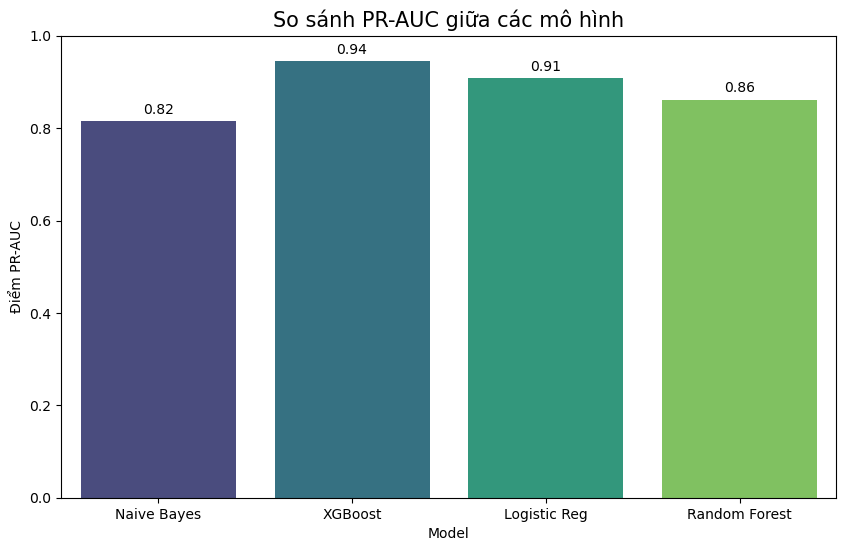 So sánh PR-AUC giữa các mô hình
1.0
0.94
0.91
0.86
0.82
0.8
0.6
0.4
0.2
0.0
Điểm PR-AUC
Naive Bayes
XGBoost
Logistic Reg
Random Forest
Model